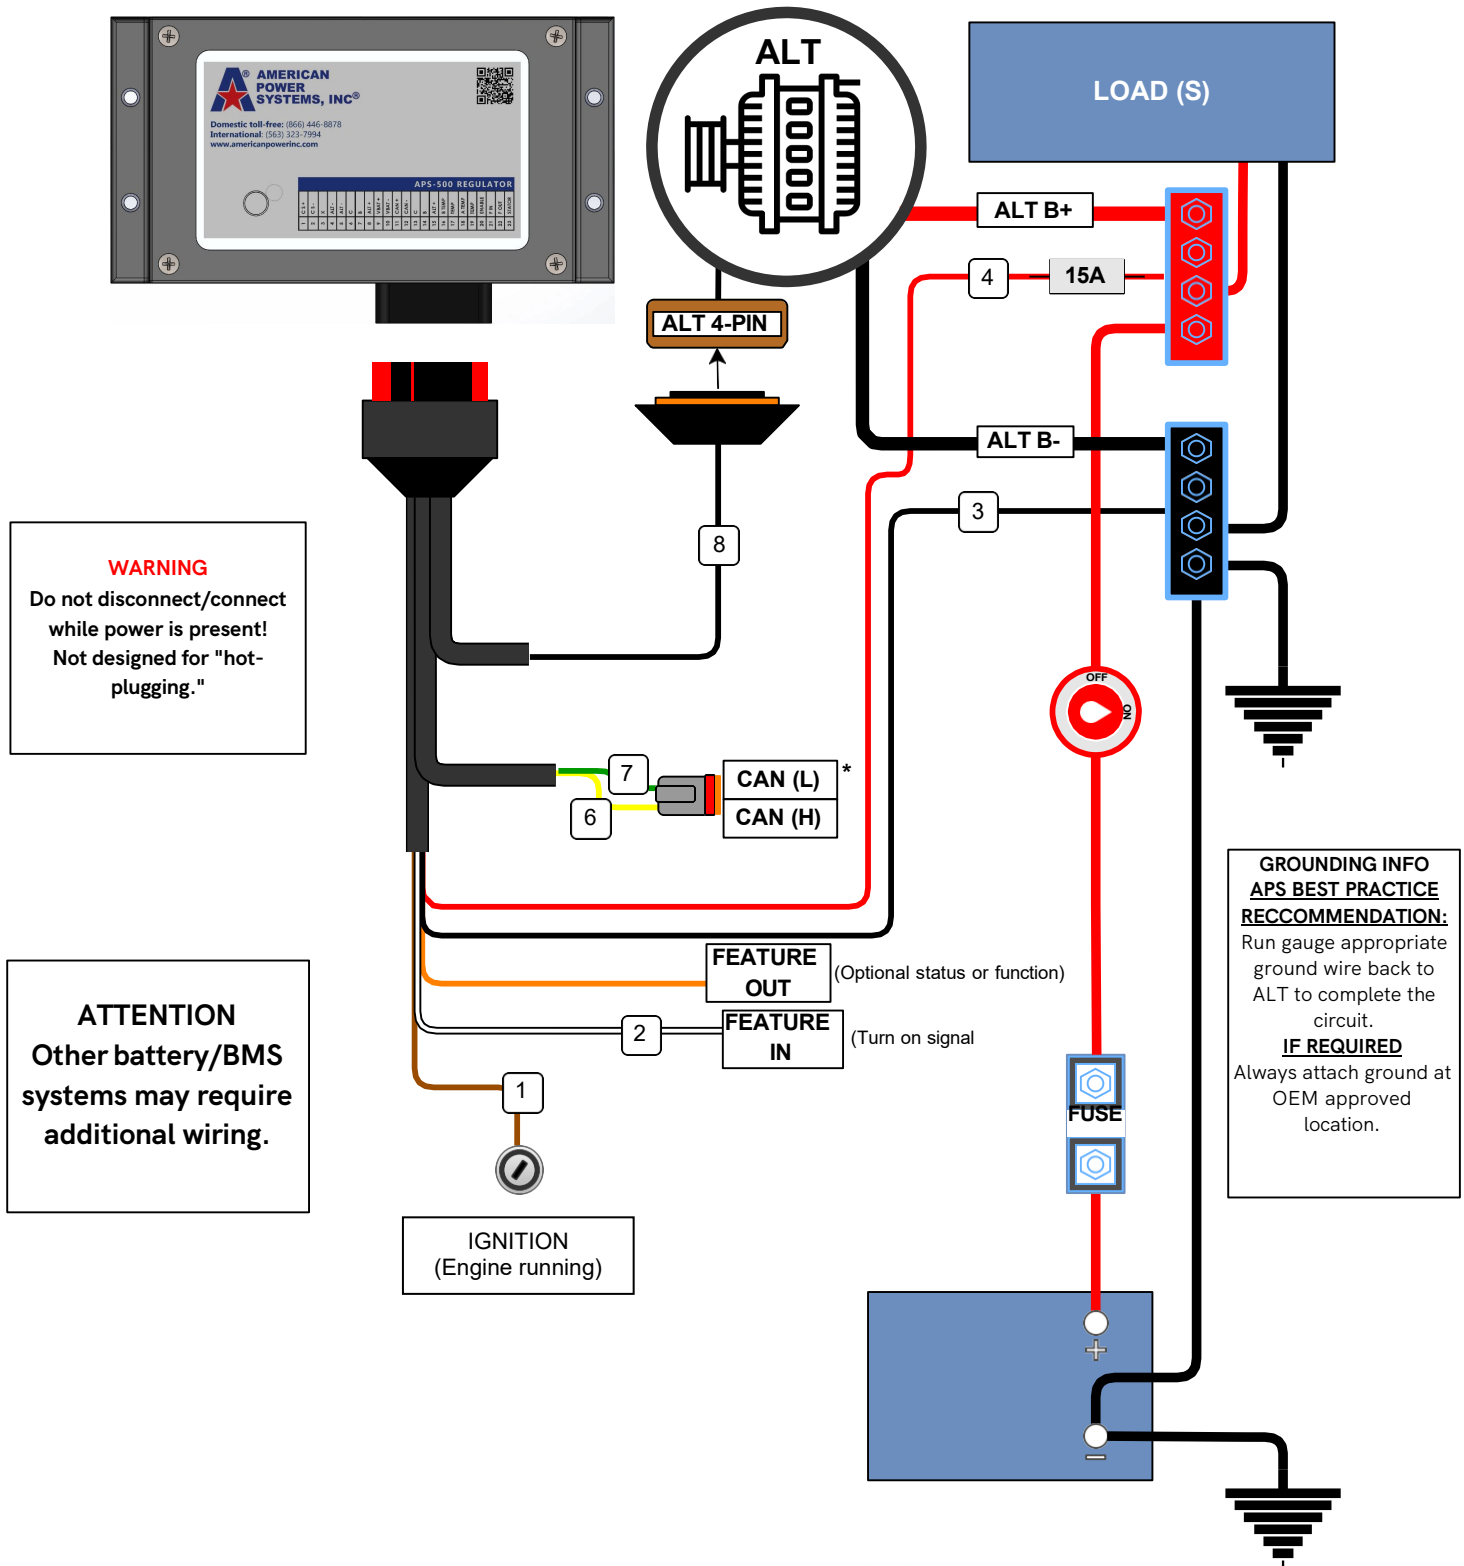 AMERICAN
POWER
SYSTEMS, INC®
Domestic toll-free: (866) 446-8878
International: (563) 323-7994
www.americanpowerinc.com
APS-500 REGULATOR
ALT
LOAD (S)
ALT B+
4
15A
ALT 4-PIN
ALT B-
3
8
WARNING
Do not disconnect/connect
while power is present!
Not designed for "hot-
plugging."
OFF
ON
7
CAN (L)
*
6
CAN (H)
GROUNDING INFO
APS BEST PRACTICE
RECCOMMENDATION:
Run gauge appropriate
ground wire back to
ALT to complete the
circuit.
IF REQUIRED
Always attach ground at
OEM approved
location.
FEATURE
OUT
(Optional status or function)
2
FEATURE
IN
(Turn on signal
ATTENTION
Other battery/BMS
systems may require
additional wiring.
1
FUSE
IGNITION
(Engine running)
+
–